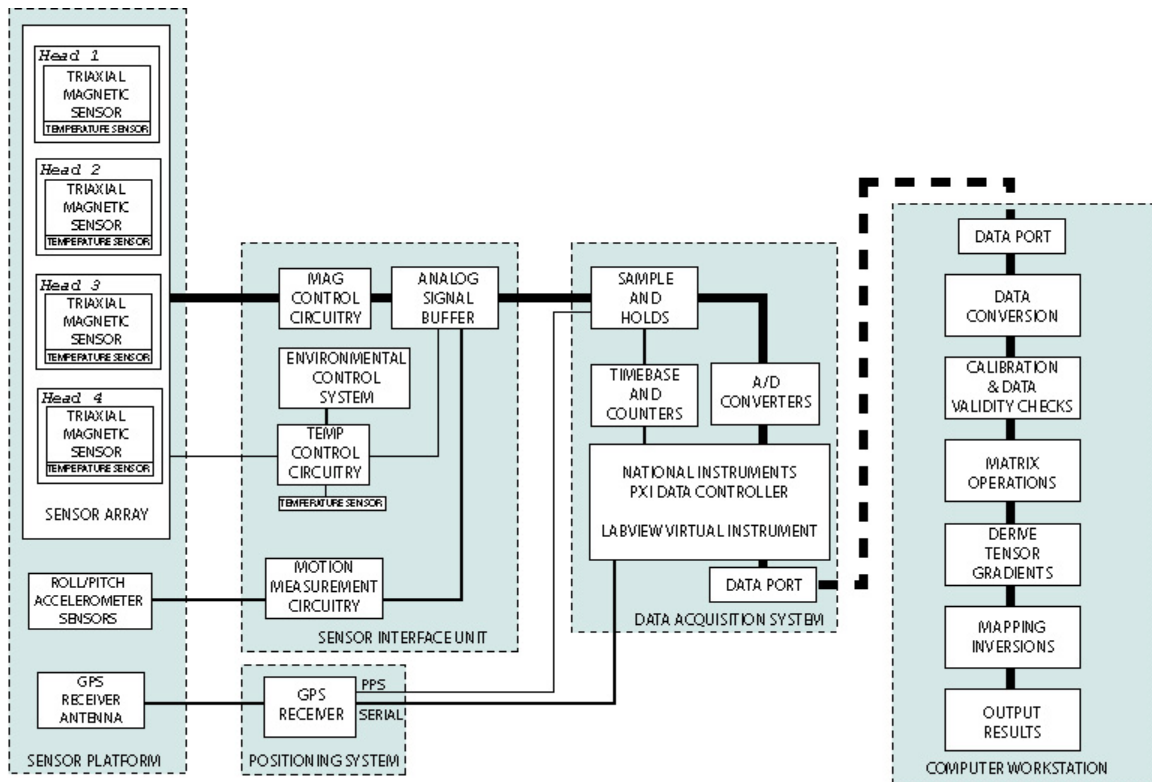 Head 1
TRIAXIAL
MAGNETIC
SENSOR
TEMPERATURE SENSOR
Head 2
TRIAXIAL
MAGNETIC
SENSOR
TEMPERATURE SENSOR
Head 3
TRIAXIAL
MAGNETIC
SENSOR
TEMPERATURE SENSOR
Head 4
TRIAXIAL
MAGNETIC
SENSOR
TEMPERATURE SENSOR
SENSOR ARRAY
ROLL/PITCH
ACCELEROMETER
SENSORS
GPS
RECEIVER
ANTENNA
SENSOR PLATFORM
MAG
CONTROL
CIRCUITRY
ANALOG
SIGNAL
BUFFER
ENVIRONMENTAL
CONTROL
SYSTEM
TEMP
CONTROL
CIRCUITRY
TEMPERATURE SENSOR
MOTION
MEASUREMENT
CIRCUITRY
SENSOR INTERFACE UNIT
GPS
RECEIVER
PPS
SERIAL
POSITIONING SYSTEM
SAMPLE
AND
HOLDS
TIMEBASE
AND
COUNTERS
A/D
CONVERTERS
NATIONAL INSTRUMENTS
PXI DATA CONTROLLER
LABVIEW VIRTUAL INSTRUMENT
DATA PORT
DATA ACQUISITION SYSTEM
DATA PORT
DATA
CONVERSION
CALIBRATION
& DATA
VALIDITY CHECKS
MATRIX
OPERATIONS
DERIVE
TENSOR
GRADIENTS
MAPPING
INVERSIONS
OUTPUT
RESULTS
COMPUTER WORKSTATION